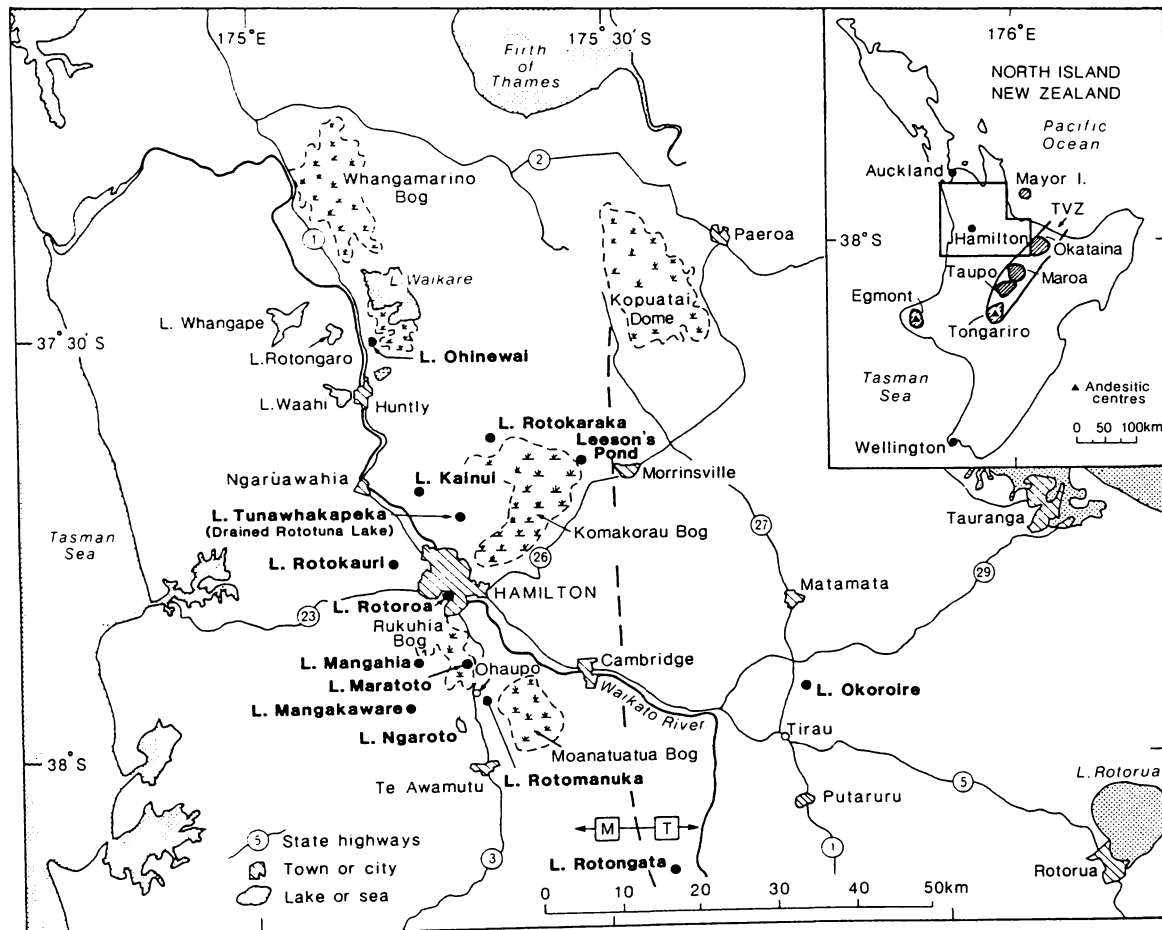 175°E
175°30'S
Firth
of
Thames
2
Whangamarino
Bog
1
Paeroa
L. Waikare
Kopuatai
Dome
L. Whangape
37°30'S
L. Rotongaro
L. Ohinewai
L. Waahi
Huntly
L. Rotokaraka
Leeson's
Pond
Morrinsville
Ngaruawahia
L. Kainui
L. Tunawhakapeka
(Drained Rototuna Lake)
Komakorau Bog
27
Tauranga
Tasman
Sea
26
29
L. Rotokauri
HAMILTON
Matamata
23
L. Rotoroa
Rukuhia
Bog
L. Mangahia
Ohaupo
Cambridge
L. Maratoto
Waikato River
L. Okoroire
L. Mangakaware
L. Ngaroto
Moanatuatua Bog
Tirau
38°S
L. Rotomanuka
Te Awamutu
L. Rotorua
Putaruru
5
M T
5 State highways
Town or city
Lake or sea
3
1
L. Rotongata
Rotorua
0 10 20 30 40 50km
176°E
NORTH ISLAND
NEW ZEALAND
Pacific
Ocean
Auckland
Mayor I.
TVZ
38°S
Hamilton
Okataina
Taupo
Maroa
Egmont
Tongariro
Tasman
Sea
▲ Andesitic
centres
0 50 100km
Wellington